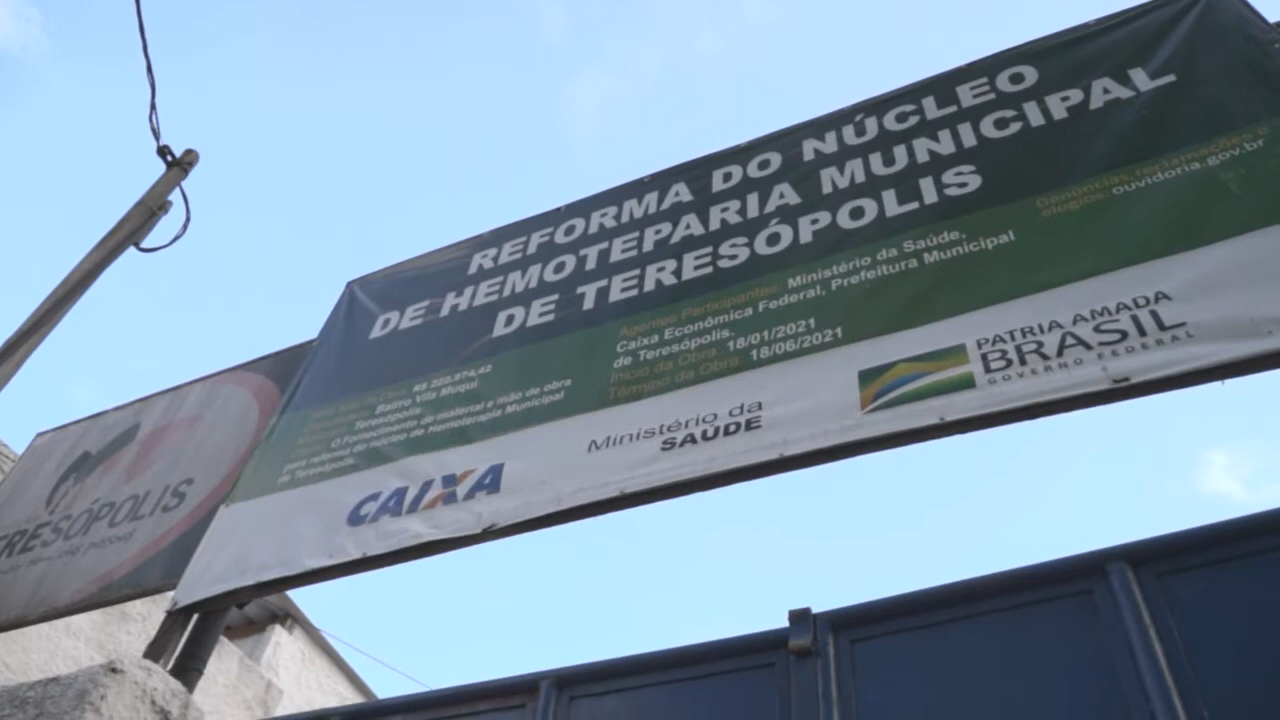 REFORMA DO NÚCLEO
DE HEMOTEPARIA MUNICIPAL
DE TERESÓPOLIS
Denúncias, reclamações e
elogios: ouvidoria.gov.br
R$ 222.974,42
Bairro Vila Muqui
Teresópolis
O Fornecimento de material e mão de obra
para reforma do núcleo de Hemoterapia Municipal
de Teresópolis.
Agentes Participantes: Ministério da Saúde,
Caixa Econômica Federal, Prefeitura Municipal
de Teresópolis.
Início da Obra: 18/01/2021
Término da Obra: 18/06/2021
CAIXA
Ministério da
SAÚDE
PÁTRIA AMADA
BRASIL
GOVERNO FEDERAL
RESÓPOLIS